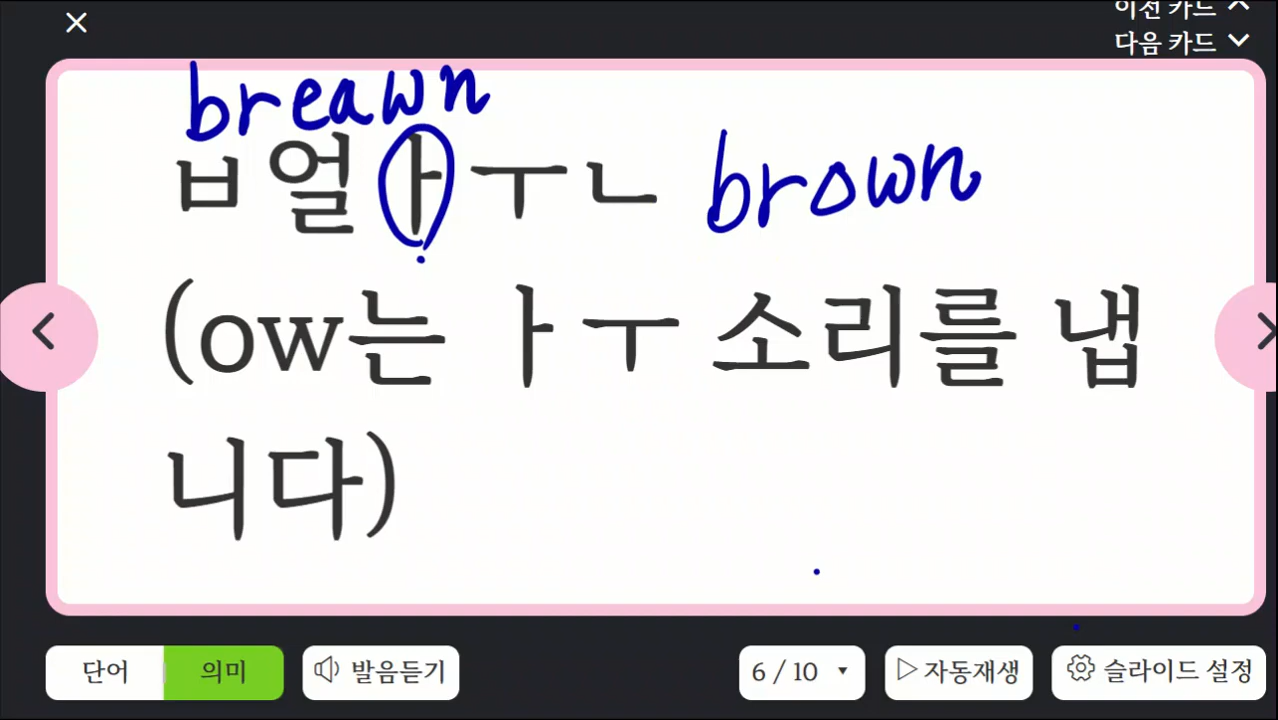 이전 카드
다음 카드
breawn
ㅂ얼ㅏㅜㄴ brown
(ow는 ㅏㅜ 소리를 냅
니다)
단어 의미 발음듣기 6 / 10 자동재생 슬라이드 설정